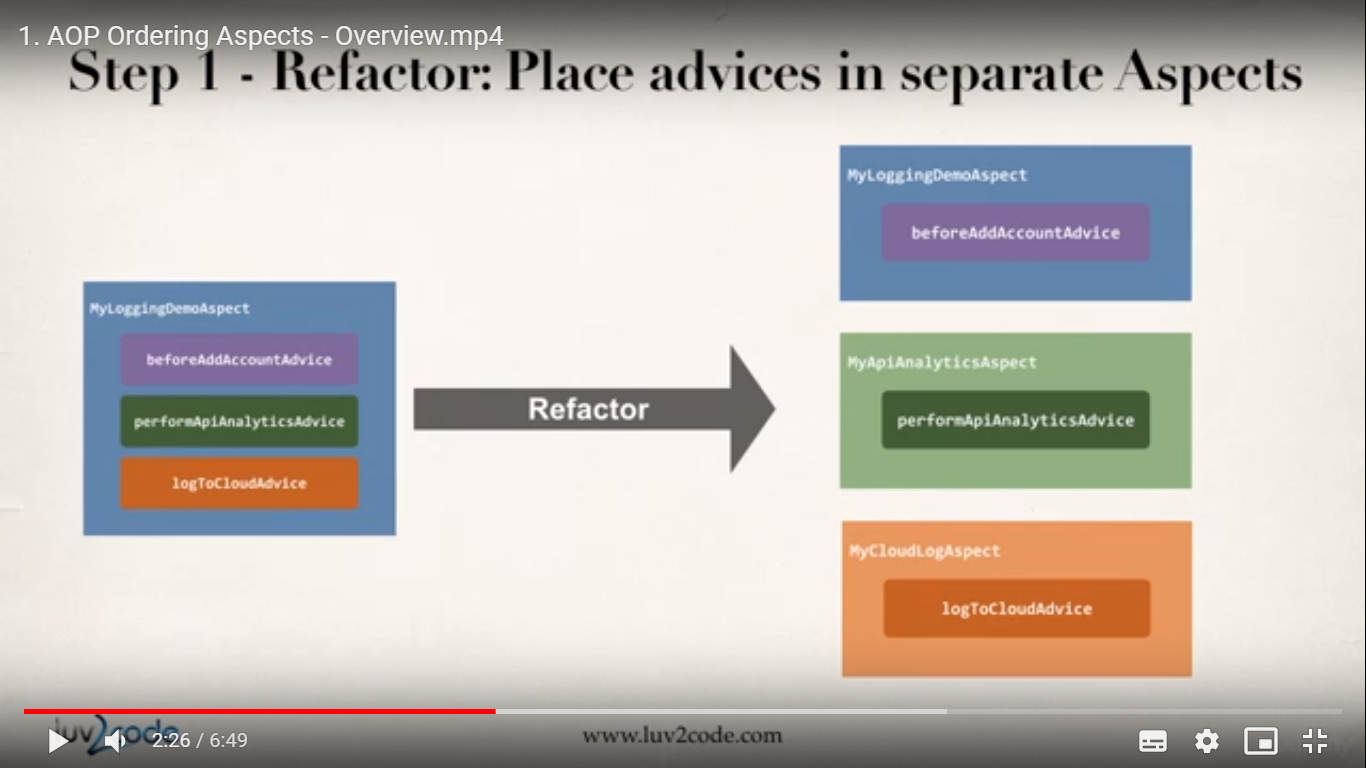 1. AOP Ordering Aspects - Overview.mp4
Step 1 - Refactor: Place advices in separate Aspects
MyLoggingDemoAspect
beforeAddAccountAdvice
performApiAnalyticsAdvice
logToCloudAdvice
Refactor
MyLoggingDemoAspect
beforeAddAccountAdvice
MyApiAnalyticsAspect
performApiAnalyticsAdvice
MyCloudLogAspect
logToCloudAdvice
luv2code
www.luv2code.com
2:26 / 6:49